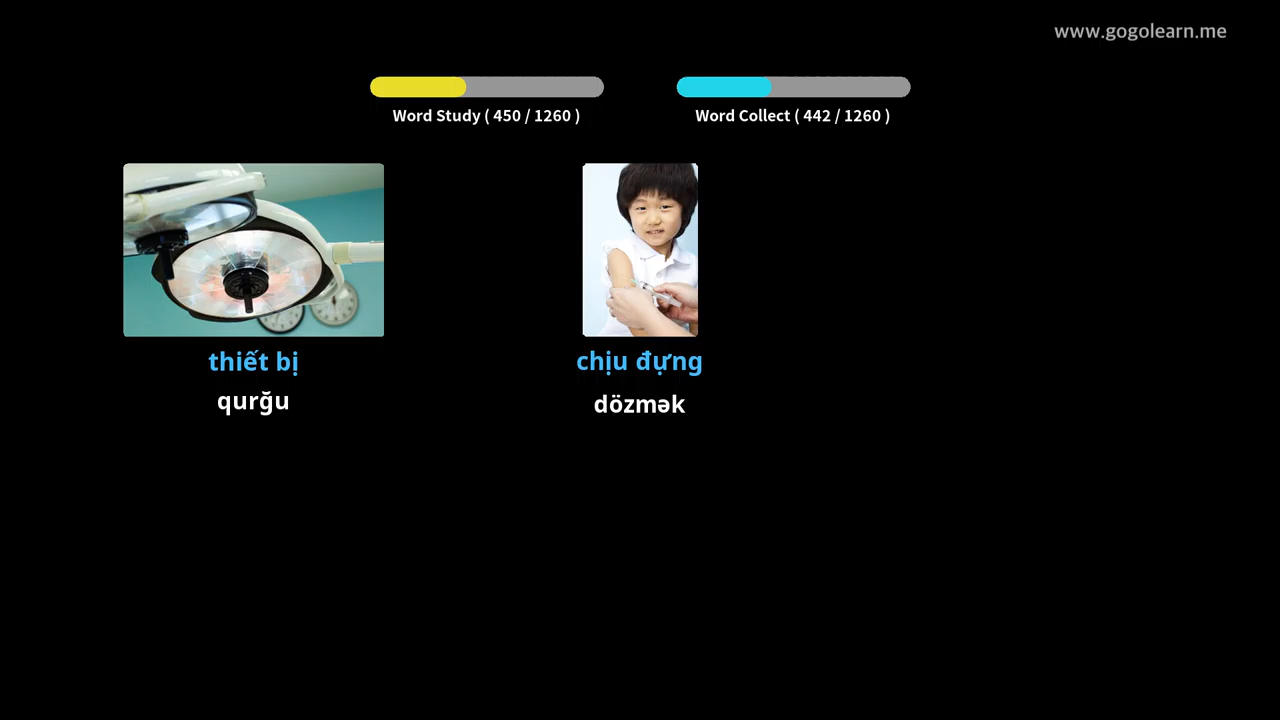 www.gogolearn.me
Word Study ( 450 / 1260 )
Word Collect ( 442 / 1260 )
thiết bị
qurğu
chịu đựng
dözmək